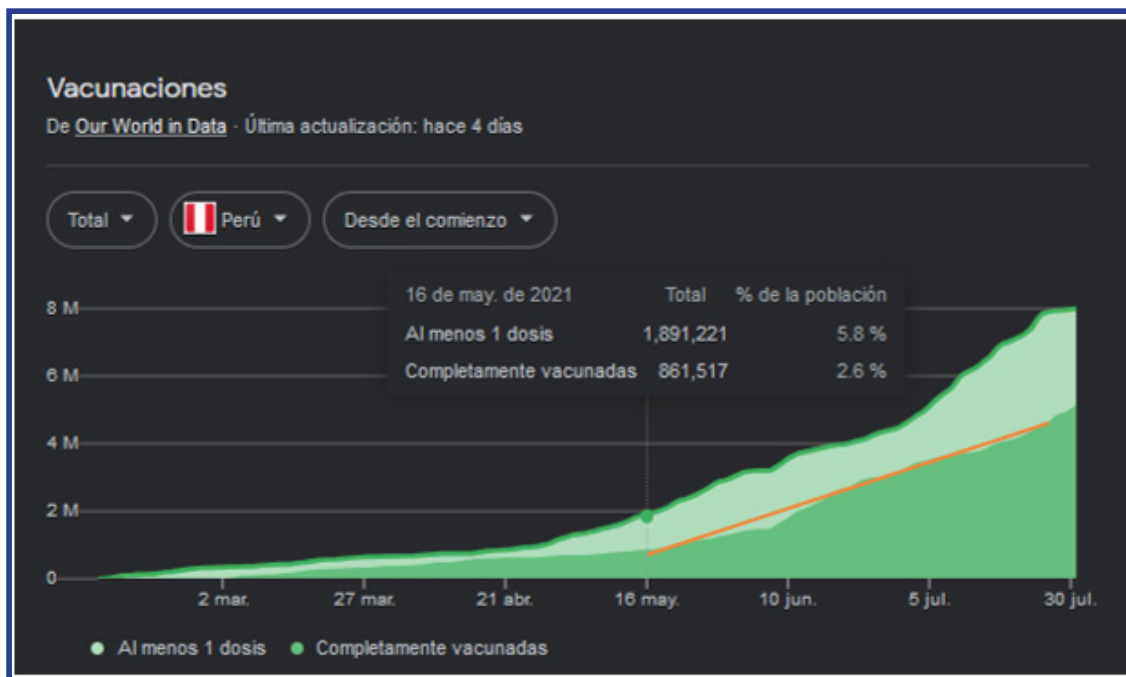 Vacunaciones
De Our World in Data · Última actualización: hace 4 días
Total Perú Desde el comienzo
16 de may. de 2021 Total % de la población
Al menos 1 dosis 1,891,221 5.8 %
Completamente vacunadas 861,517 2.6 %
8 M
6 M
4 M
2 M
0
2 mar. 27 mar. 21 abr. 16 may. 10 jun. 5 jul. 30 jul.
Al menos 1 dosis Completamente vacunadas